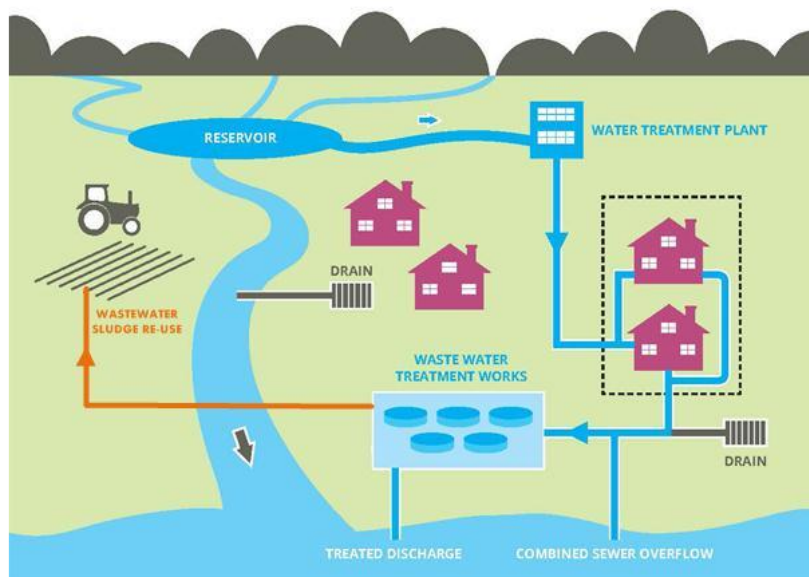 RESERVOIR
WATER TREATMENT PLANT
DRAIN
WASTEWATER
SLUDGE RE-USE
WASTE WATER
TREATMENT WORKS
DRAIN
TREATED DISCHARGE
COMBINED SEWER OVERFLOW